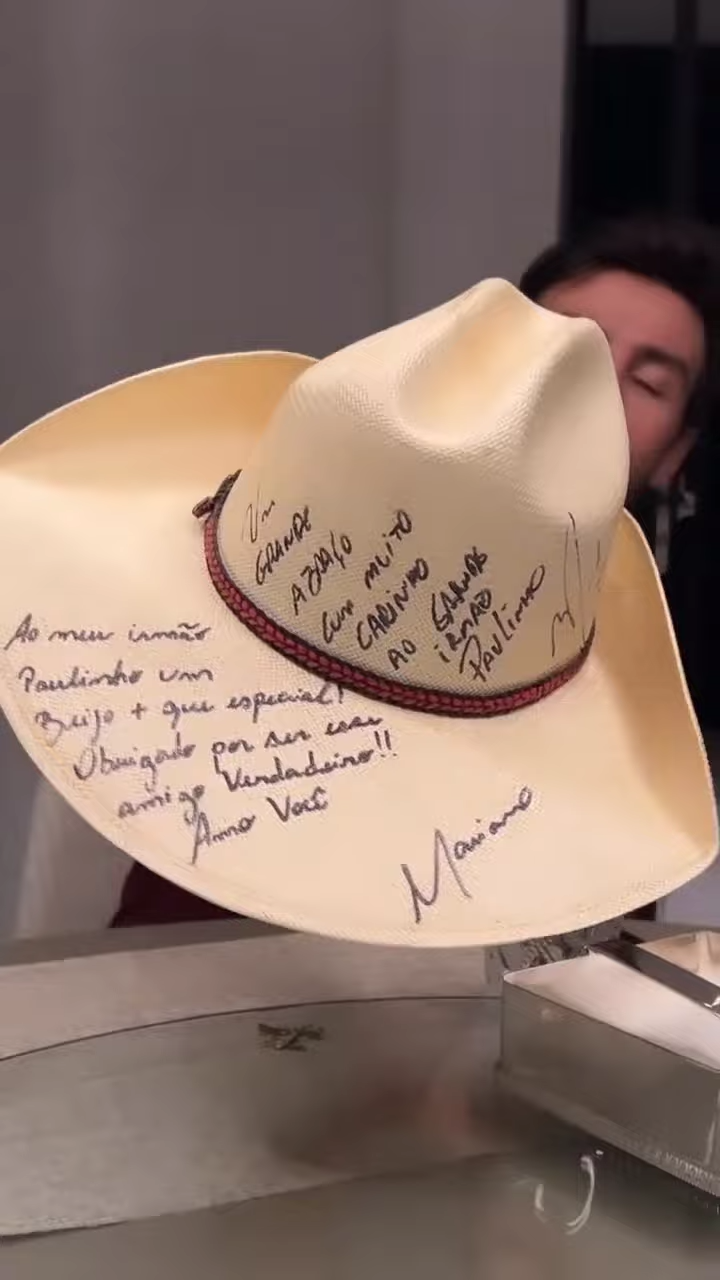 Um
GRANDE
ABRAÇO
COM MUITO
CARINHO
AO GRANDE
IRMÃO
PAULINHO
Ao meu irmão
Paulinho um
Beijo + que especial!
Obrigado por ser esse
amigo Verdadeiro!!
Amo Você
Mariano